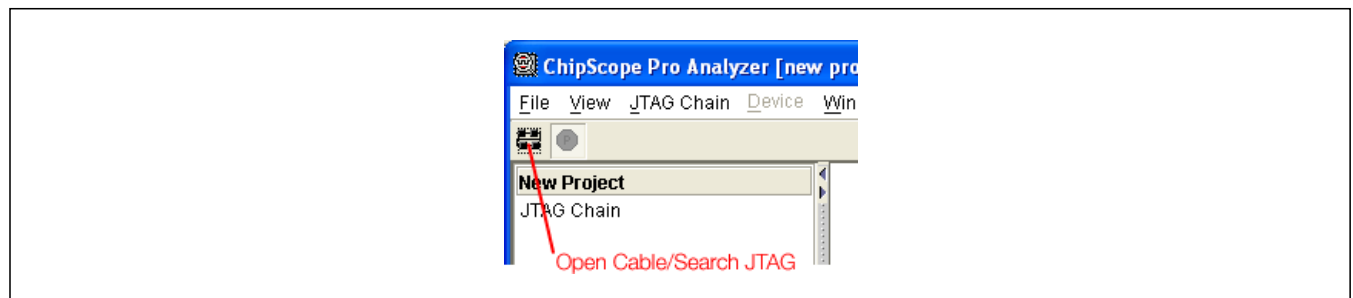 ChipScope Pro Analyzer [new pro
File View JTAG Chain Device Win
P
New Project
JTAG Chain
Open Cable/Search JTAG